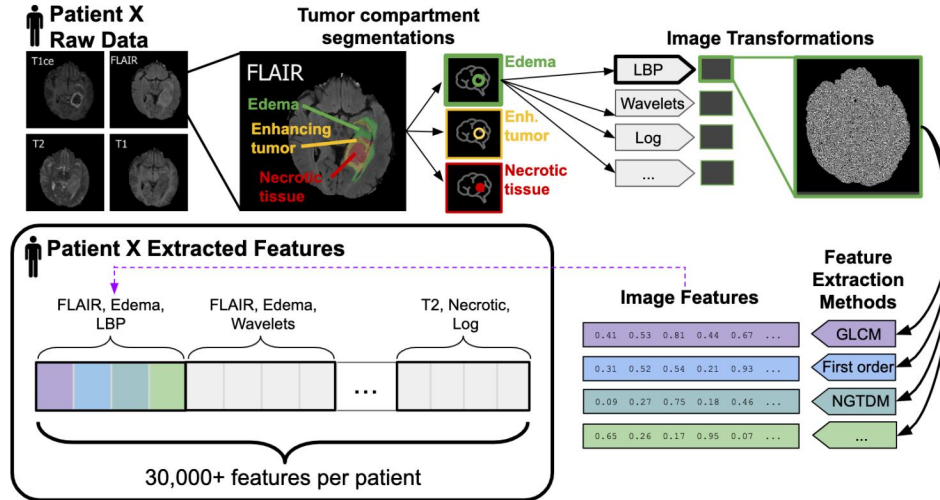 Patient X
Raw Data
T1ce
FLAIR
T2
T1
Tumor compartment
segmentations
FLAIR
Edema
Enhancing
tumor
Necrotic
tissue
Edema
Enh.
tumor
Necrotic
tissue
Image Transformations
LBP
Wavelets
Log
...
Patient X Extracted Features
FLAIR, Edema,
LBP
FLAIR, Edema,
Wavelets
T2, Necrotic,
Log
...
30,000+ features per patient
Image Features
0.41 0.53 0.81 0.44 0.67 ...
0.31 0.52 0.54 0.21 0.93 ...
0.09 0.27 0.75 0.18 0.46 ...
0.65 0.26 0.17 0.95 0.07 ...
Feature
Extraction
Methods
GLCM
First order
NGTDM
...